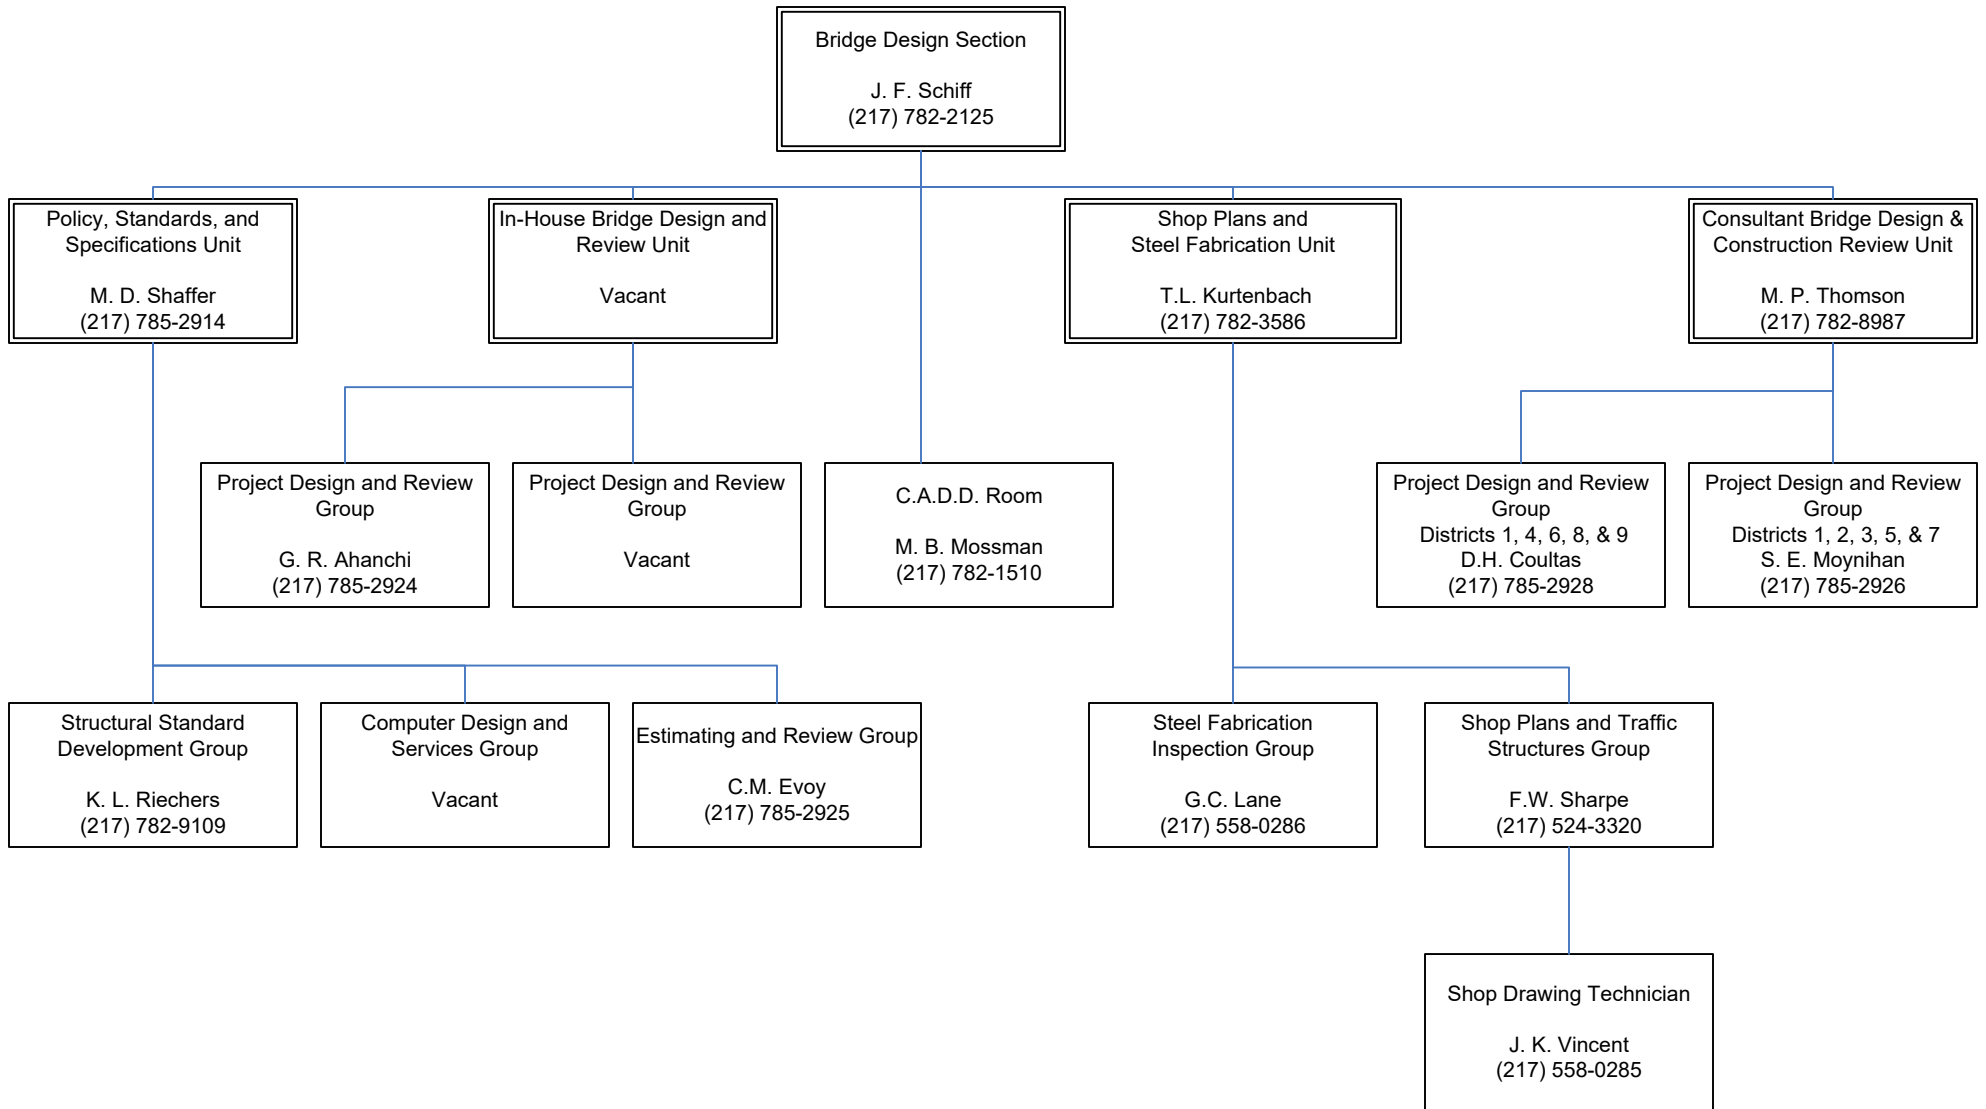 Bridge Design Section
J. F. Schiff
(217) 782-2125
Policy, Standards, and
Specifications Unit
M. D. Shaffer
(217) 785-2914
In-House Bridge Design and
Review Unit
Vacant
Shop Plans and
Steel Fabrication Unit
T.L. Kurtenbach
(217) 782-3586
Consultant Bridge Design &
Construction Review Unit
M. P. Thomson
(217) 782-8987
Project Design and Review
Group
G. R. Ahanchi
(217) 785-2924
Project Design and Review
Group
Vacant
C.A.D.D. Room
M. B. Mossman
(217) 782-1510
Project Design and Review
Group
Districts 1, 4, 6, 8, & 9
D.H. Coultas
(217) 785-2928
Project Design and Review
Group
Districts 1, 2, 3, 5, & 7
S. E. Moynihan
(217) 785-2926
Structural Standard
Development Group
K. L. Riechers
(217) 782-9109
Computer Design and
Services Group
Vacant
Estimating and Review Group
C.M. Evoy
(217) 785-2925
Steel Fabrication
Inspection Group
G.C. Lane
(217) 558-0286
Shop Plans and Traffic
Structures Group
F.W. Sharpe
(217) 524-3320
Shop Drawing Technician
J. K. Vincent
(217) 558-0285